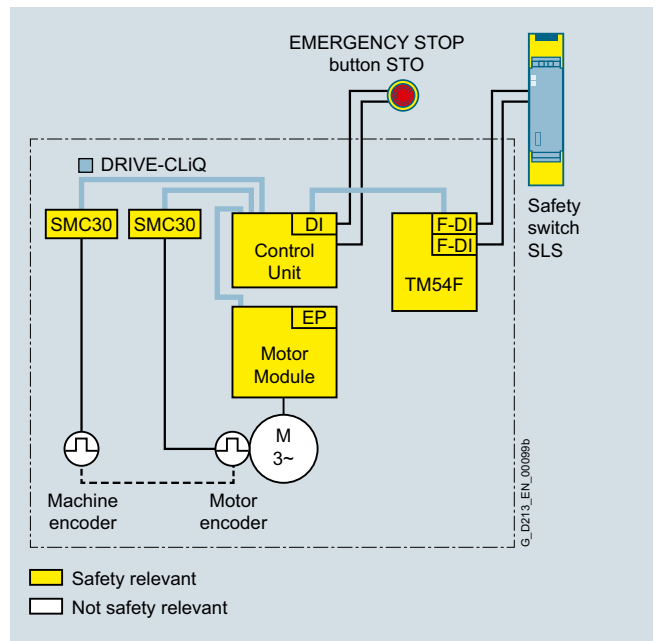 EMERGENCY STOP
button STO
DRIVE-CLiQ
SMC30
SMC30
DI
Control
Unit
F-DI
F-DI
TM54F
Safety
switch
SLS
EP
Motor
Module
M
3~
Machine
encoder
Motor
encoder
G_D213_EN_00099b
Safety relevant
Not safety relevant